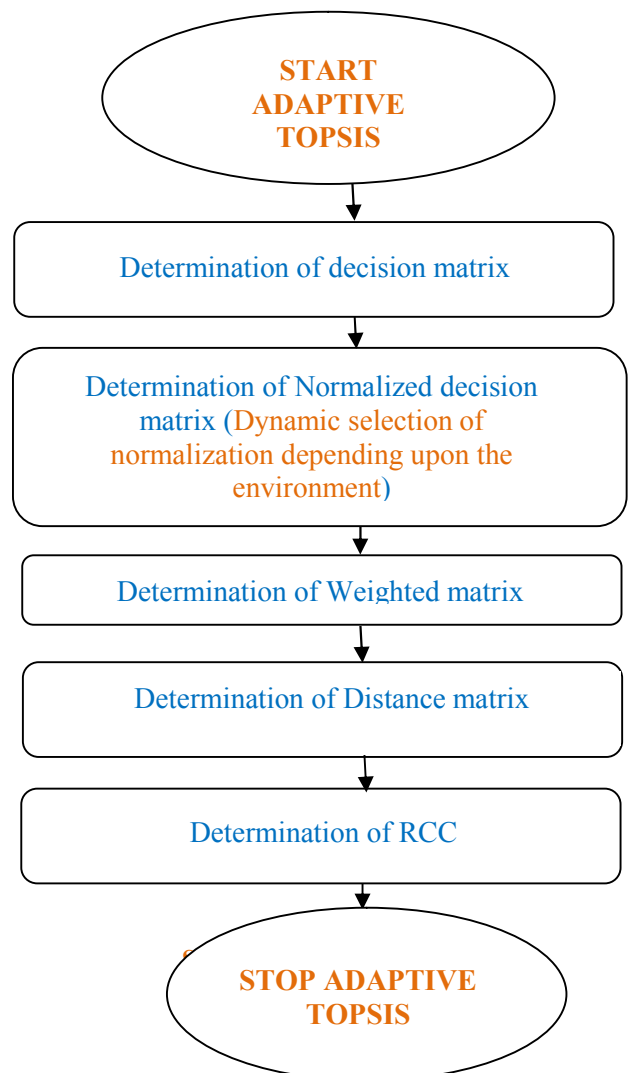 START
ADAPTIVE
TOPSIS
Determination of decision matrix
Determination of Normalized decision
matrix (Dynamic selection of
normalization depending upon the
environment)
Determination of Weighted matrix
Determination of Distance matrix
Determination of RCC
STOP ADAPTIVE
TOPSIS